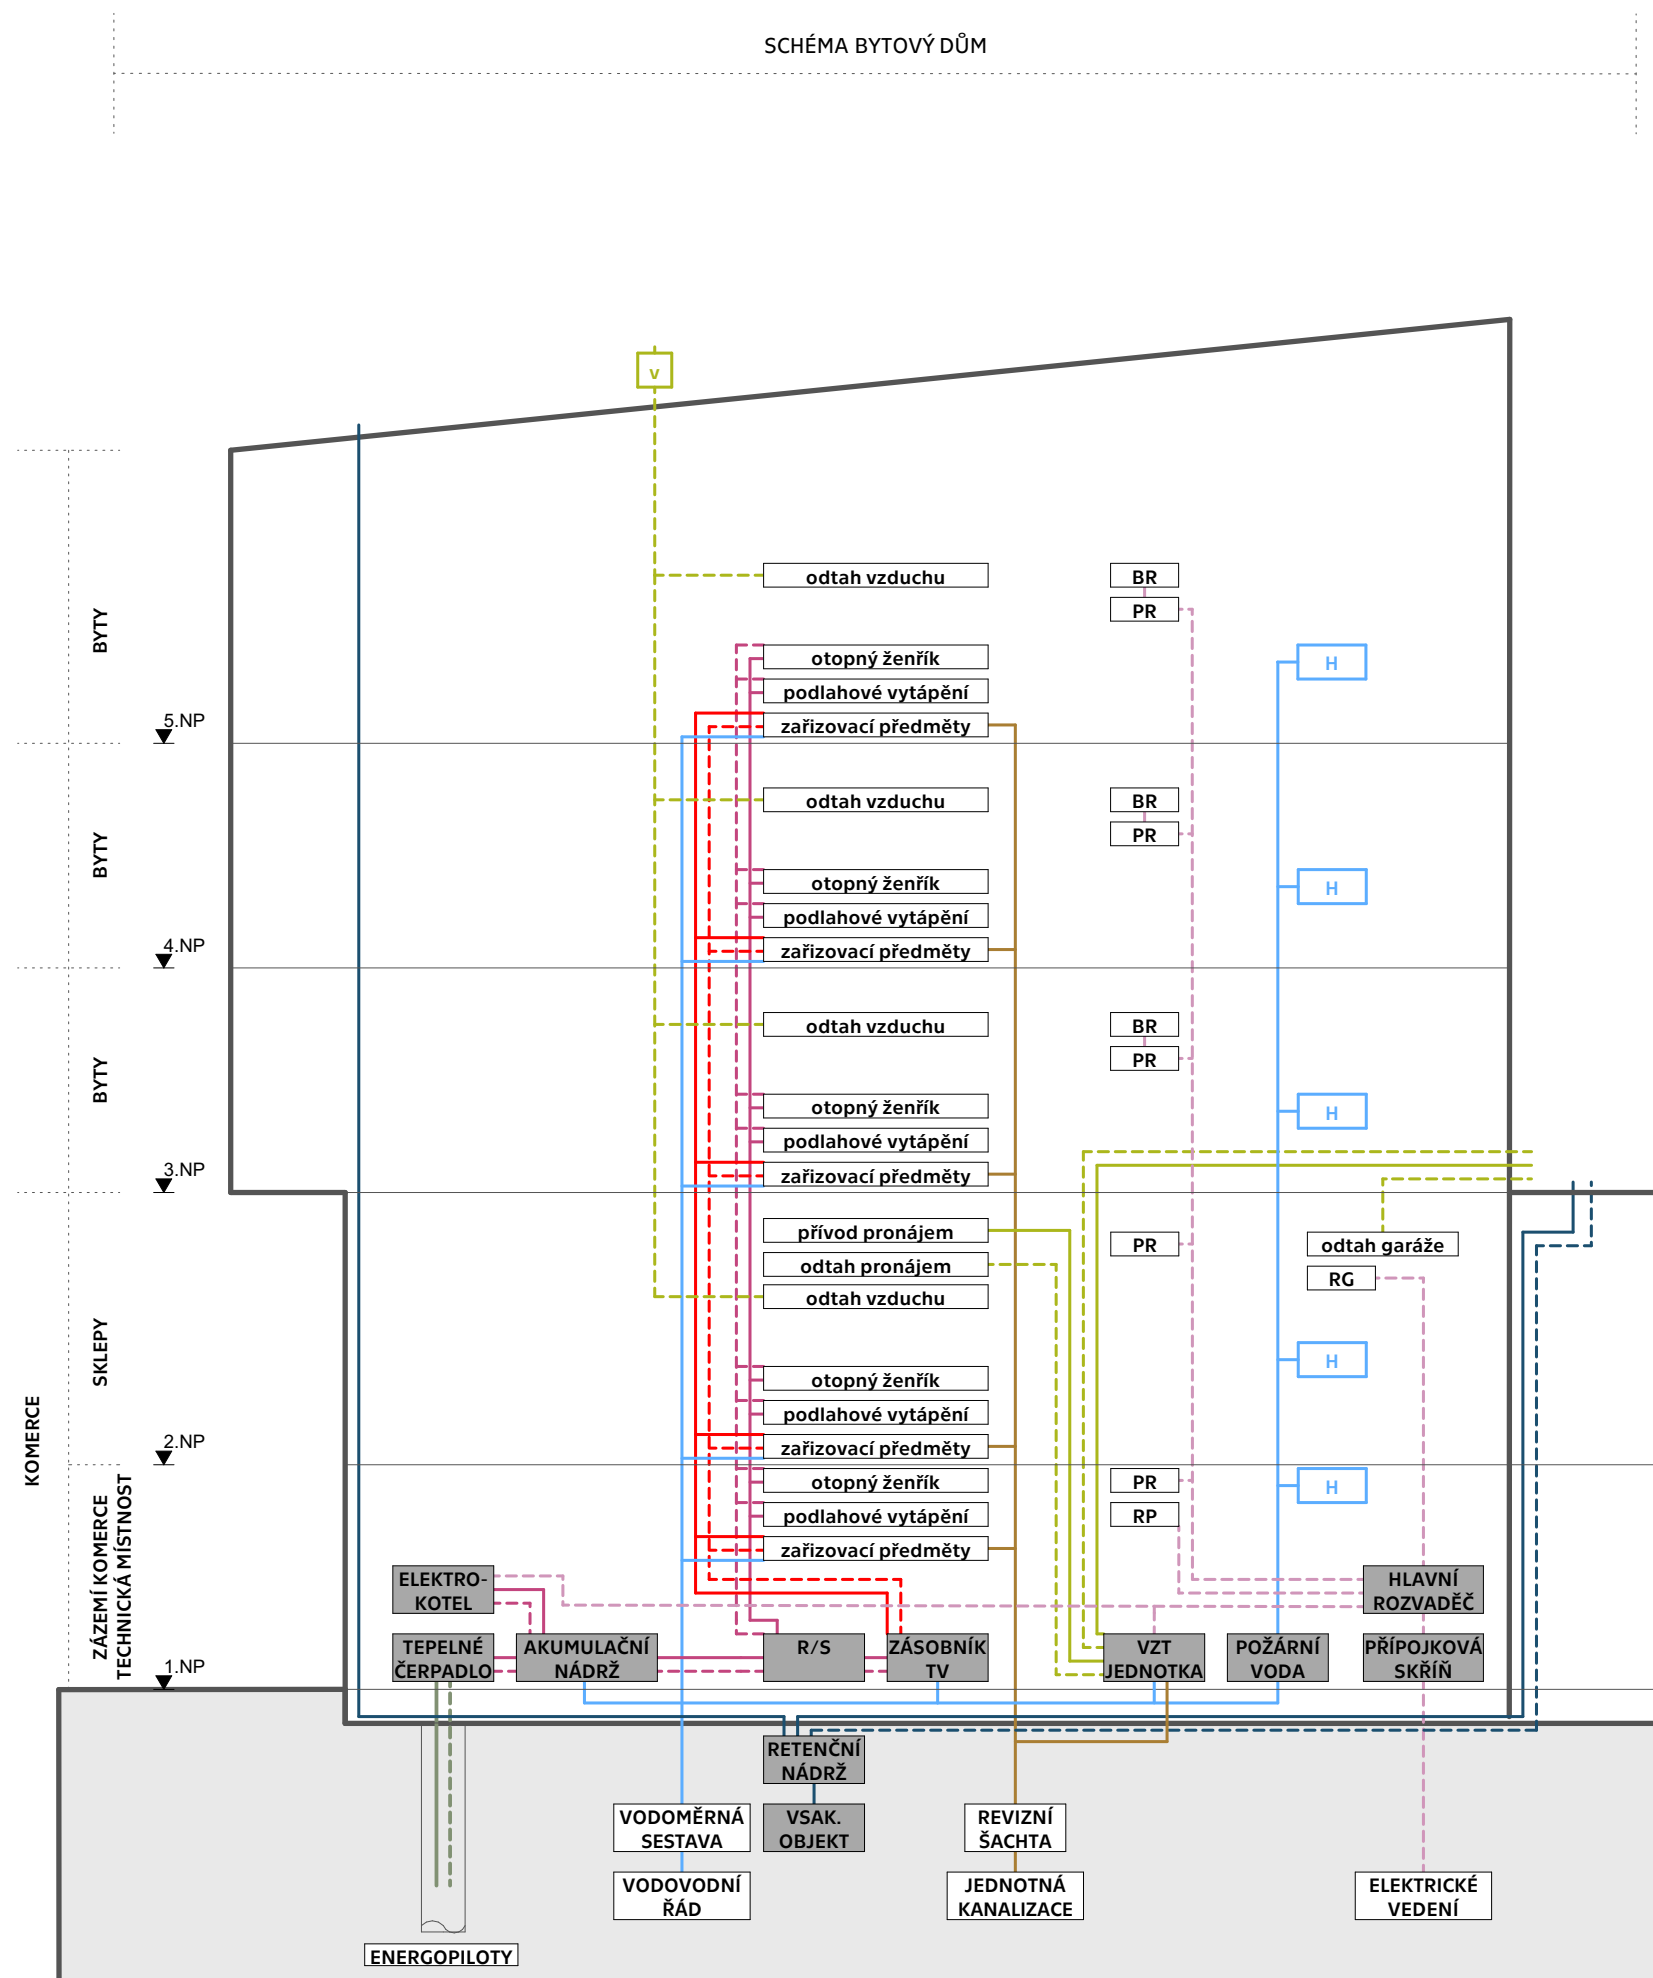 SCHÉMA BYTOVÝ DŮM
v
BYTY
odtah vzduchu
BR
PR
otopný ženřík
H
podlahové vytápění
zařizovací předměty
5.NP
BYTY
odtah vzduchu
BR
PR
otopný ženřík
H
podlahové vytápění
zařizovací předměty
4.NP
BYTY
odtah vzduchu
BR
PR
otopný ženřík
H
podlahové vytápění
zařizovací předměty
3.NP
KOMERCE
SKLEPY
přívod pronájem
PR
odtah garáže
odtah pronájem
RG
odtah vzduchu
otopný ženřík
H
podlahové vytápění
zařizovací předměty
2.NP
ZÁZEMÍ KOMERCE
TECHNICKÁ MÍSTNOST
otopný ženřík
PR
H
podlahové vytápění
RP
zařizovací předměty
ELEKTRO-
KOTEL
HLAVNÍ
ROZVADĚČ
TEPELNÉ
ČERPADLO
AKUMULAČNÍ
NÁDRŽ
R/S
ZÁSOBNÍK
TV
VZT
JEDNOTKA
POŽÁRNÍ
VODA
PŘÍPOJKOVÁ
SKŘÍŇ
1.NP
RETENČNÍ
NÁDRŽ
VODOMĚRNÁ
SESTAVA
VSAK.
OBJEKT
REVIZNÍ
ŠACHTA
VODOVODNÍ
ŘÁD
JEDNOTNÁ
KANALIZACE
ELEKTRICKÉ
VEDENÍ
ENERGOPILOTY